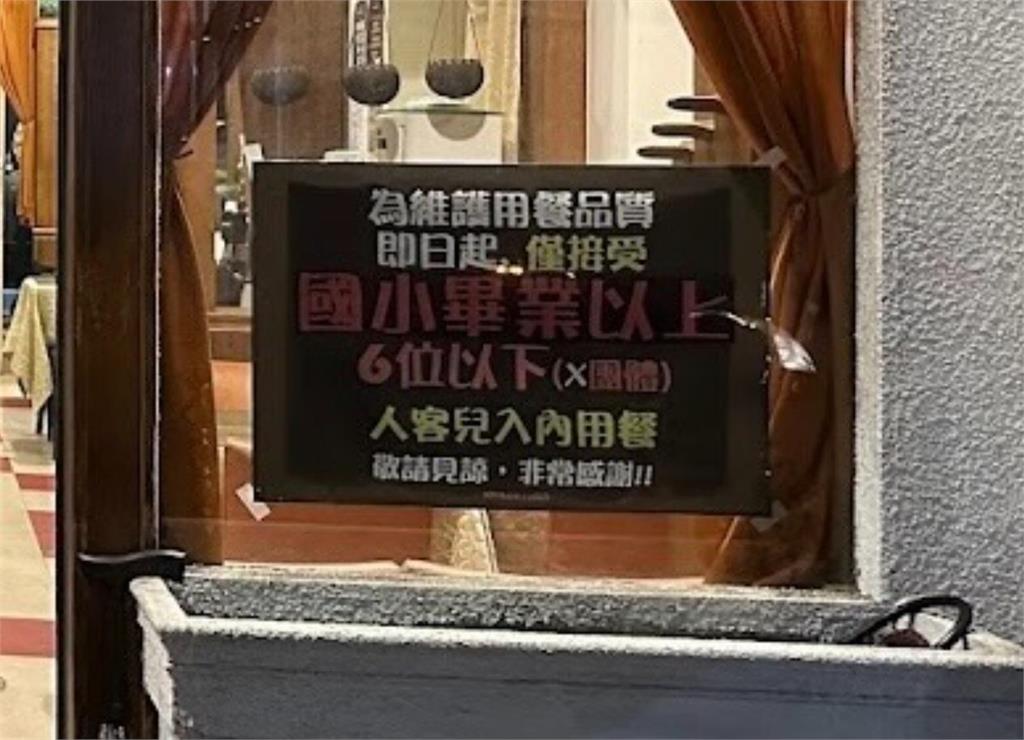 為維護用餐品質
即日起, 僅接受
國小畢業以上
6位以下(X團體)
人客兒入內用餐
敬請見諒,非常感謝!!